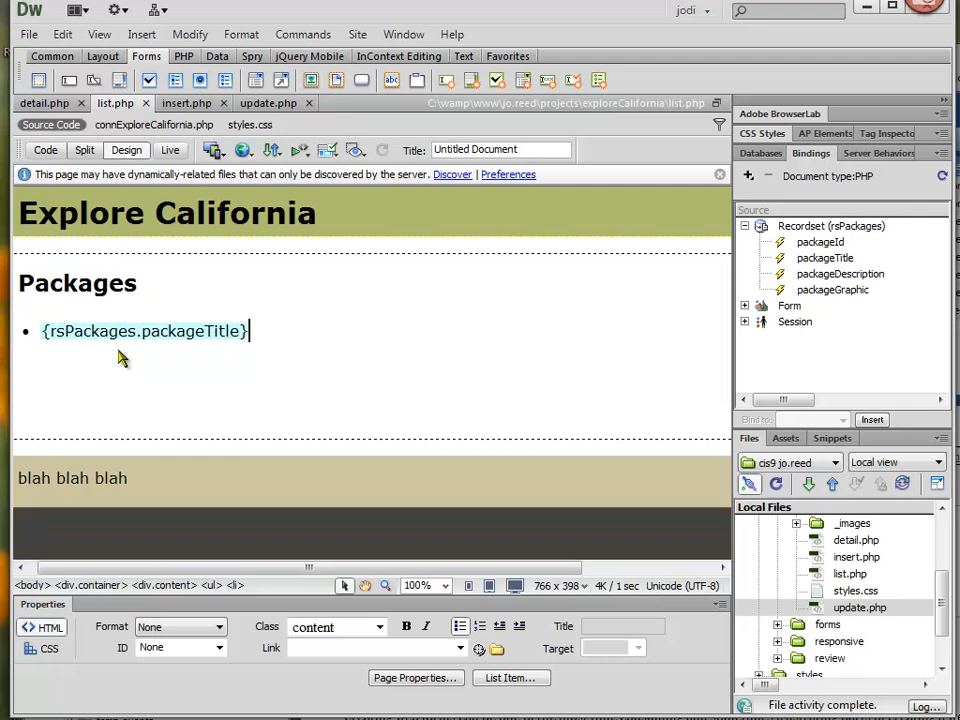 Dw
jodi
File Edit View Insert Modify Format Commands Site Window Help
Common Layout Forms PHP Data Spry jQuery Mobile InContext Editing Text Favorites
detail.php list.php insert.php update.php C:\wamp\www\jo.reed\projects\exploreCalifornia\list.php
Source Code connExploreCalifornia.php styles.css
Code Split Design Live Title: Untitled Document
This page may have dynamically-related files that can only be discovered by the server. Discover | Preferences
Explore California
Packages
• {rsPackages.packageTitle}
blah blah blah
<body> <div.container> <div.content> <ul> <li> 100% 766 x 398 4K / 1 sec Unicode (UTF-8)
Properties
HTML Format None Class content B I Title
CSS ID None Link Target
Page Properties... List Item...
Adobe BrowserLab
CSS Styles AP Elements Tag Inspecto
Databases Bindings Server Behaviors
Document type:PHP
Source
Recordset (rsPackages)
packageId
packageTitle
packageDescription
packageGraphic
Form
Session
Bind to: Insert
Files Assets Snippets
cis9 jo.reed Local view
Local Files
_images
detail.php
insert.php
list.php
styles.css
update.php
forms
responsive
review
styles
File activity complete. Log...